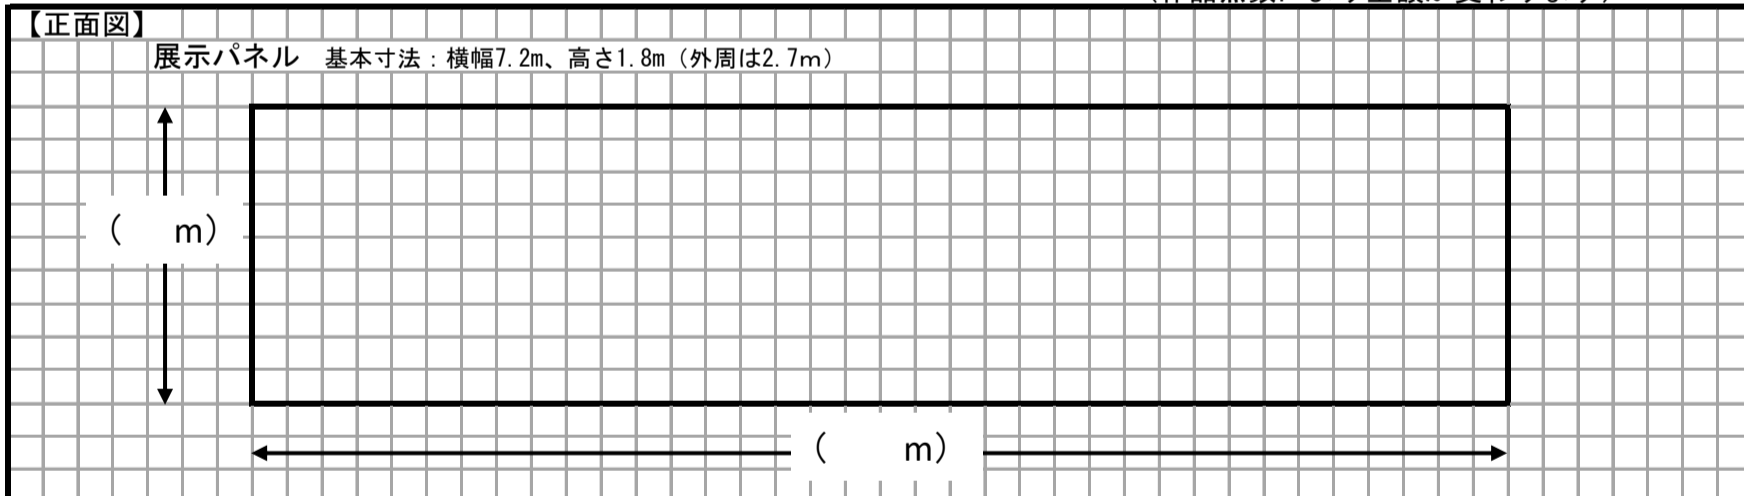 【正面図】
展示パネル　基本寸法：横幅7.2m、高さ1.8m（外周は2.7ｍ）
（　　m）
（　　m）